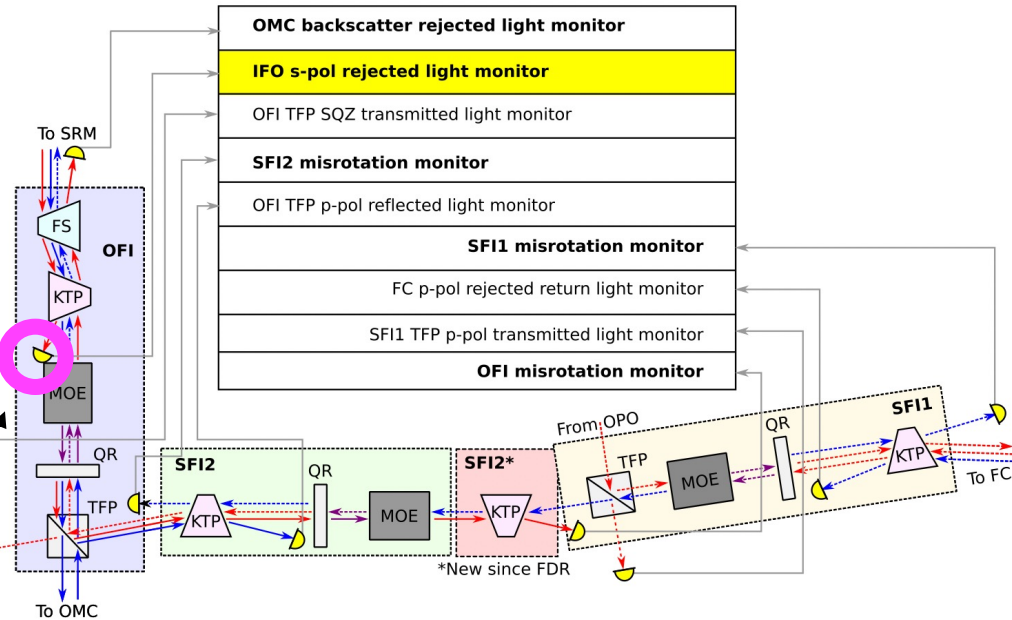 OMC backscatter rejected light monitor
IFO s-pol rejected light monitor
OFI TFP SQZ transmitted light monitor
SFI2 misrotation monitor
OFI TFP p-pol reflected light monitor
SFI1 misrotation monitor
FC p-pol rejected return light monitor
SFI1 TFP p-pol transmitted light monitor
OFI misrotation monitor
To SRM
FS
OFI
KTP
MOE
QR
TFP
To OMC
SFI2
KTP
QR
MOE
SFI2*
KTP
*New since FDR
From OPO
TFP
MOE
QR
SFI1
KTP
To FC